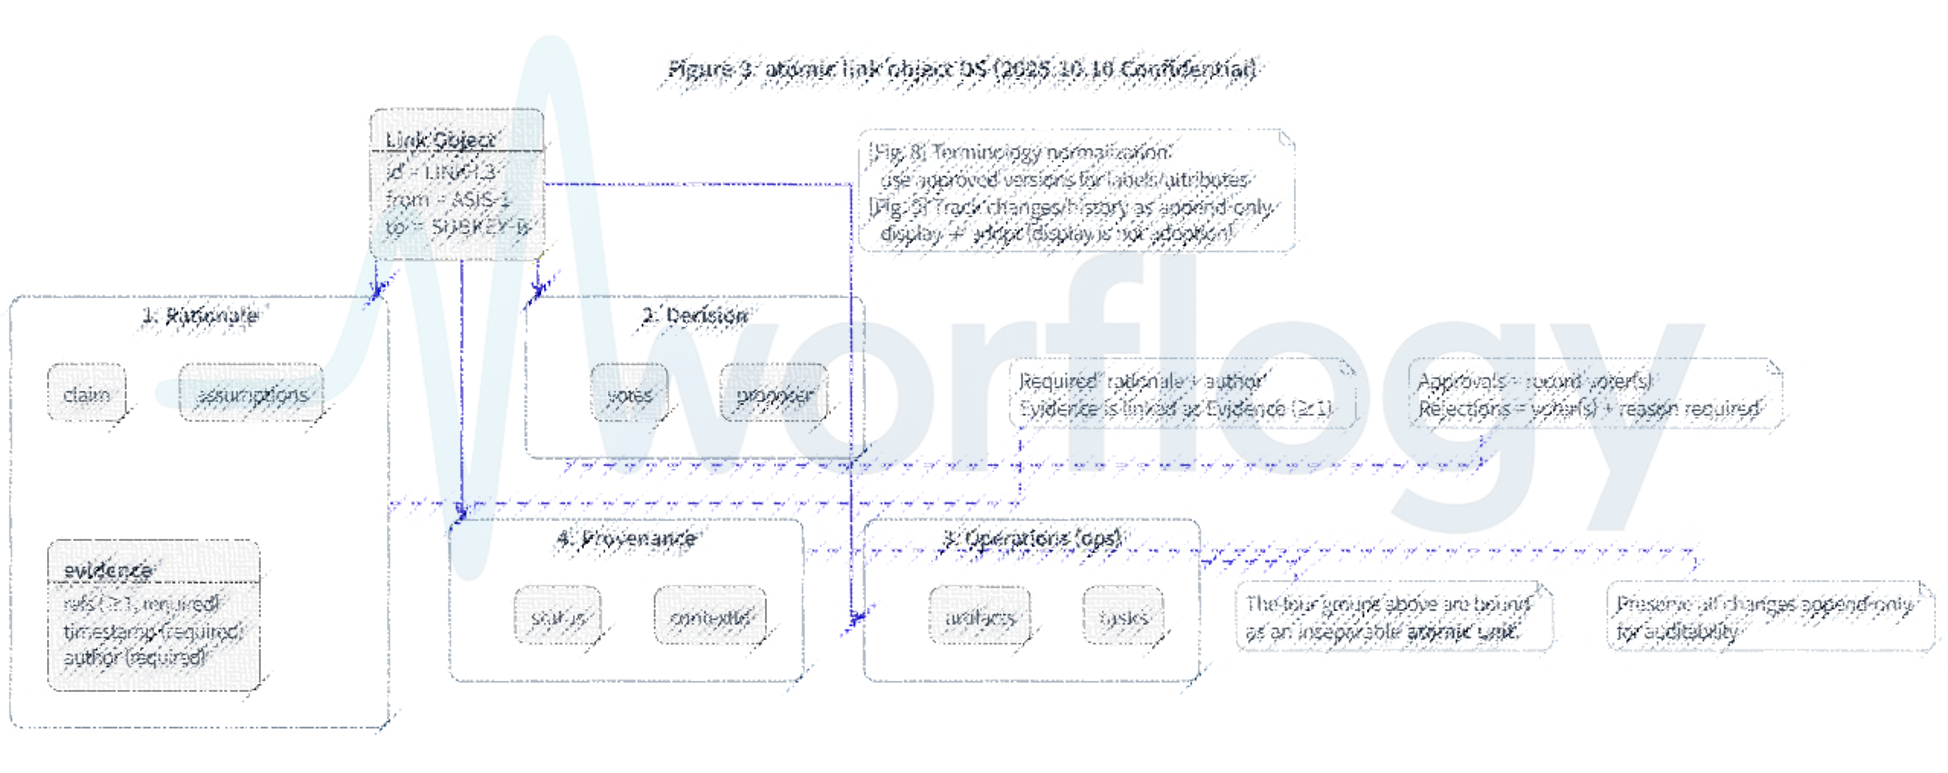 Figure 3: atomic link object DS (2025.10.10 Confidential)
Link Object
id = LINK-L3
from = ASIS-1
to = SUBKEY-B
[Fig. 8] Terminology normalization
use approved versions for labels/attributes
[Fig. 9] Track changes/history as append-only
display ≠ adopt (display is not adoption)
1. Rationale
claim
assumptions
evidence
refs (≥1, required)
timestamp (required)
author (required)
2. Decision
votes
proposer
Required: rationale + author
Evidence is linked as Evidence (≥1)
Approvals = record voter(s)
Rejections = voter(s) + reason required
worflogy
4. Provenance
status
contextId
3. Operations (ops)
artifacts
tasks
The four groups above are bound
as an inseparable atomic unit.
Preserve all changes append-only
for auditability